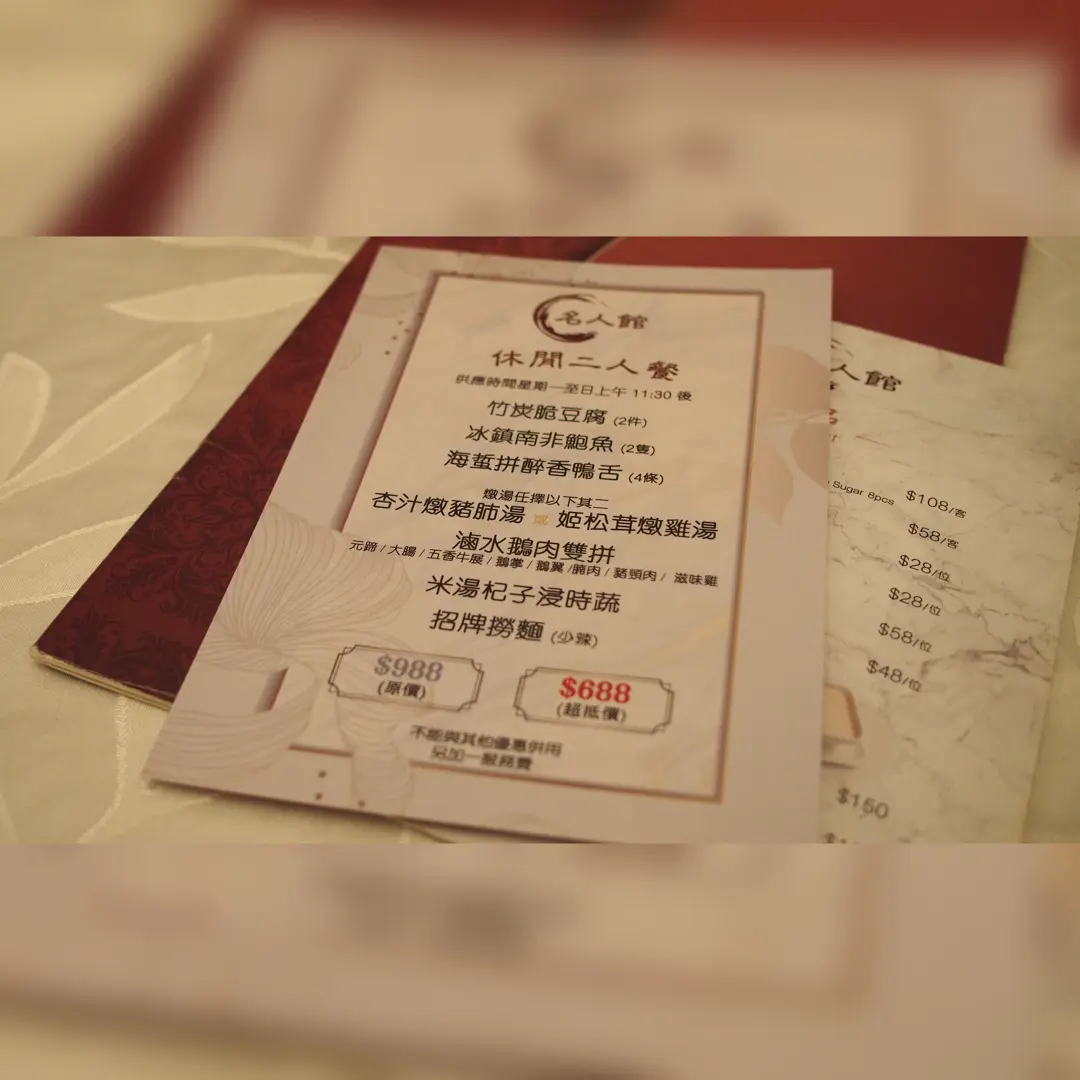 名人館
休閒二人餐
供應時間星期一至日上午 11:30 後
竹炭脆豆腐 (2件)
冰鎮南非鮑魚 (2隻)
海蜇拼醉香鴨舌 (4條)
燉湯任擇以下其二
杏汁燉豬肺湯 或 姬松茸燉雞湯
滷水鵝肉雙拼
元蹄 / 大腸 / 五香牛展 / 鵝掌 / 鵝翼 / 腩肉 / 豬頸肉 / 滋味雞
米湯杞子浸時蔬
招牌撈麵 (少辣)
$988
(原價)
$688
(超抵價)
不能與其他優惠併用
另加一服務費
人館
Sugar 8pcs $108/客
$58/客
$28/位
$28/位
$58/位
$48/位
$150